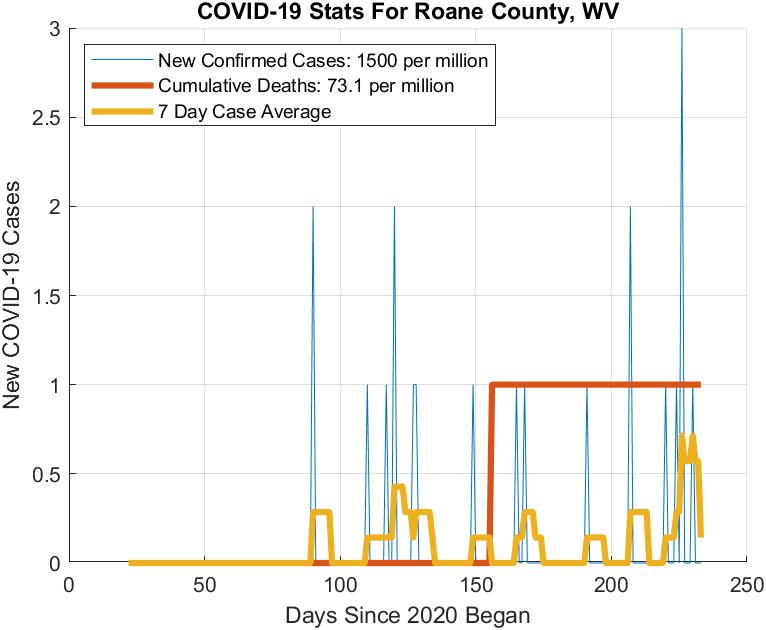 COVID-19 Stats For Roane County, WV
New Confirmed Cases: 1500 per million
Cumulative Deaths: 73.1 per million
7 Day Case Average
New COVID-19 Cases
3
2.5
2
1.5
1
0.5
0
0 50 100 150 200 250
Days Since 2020 Began